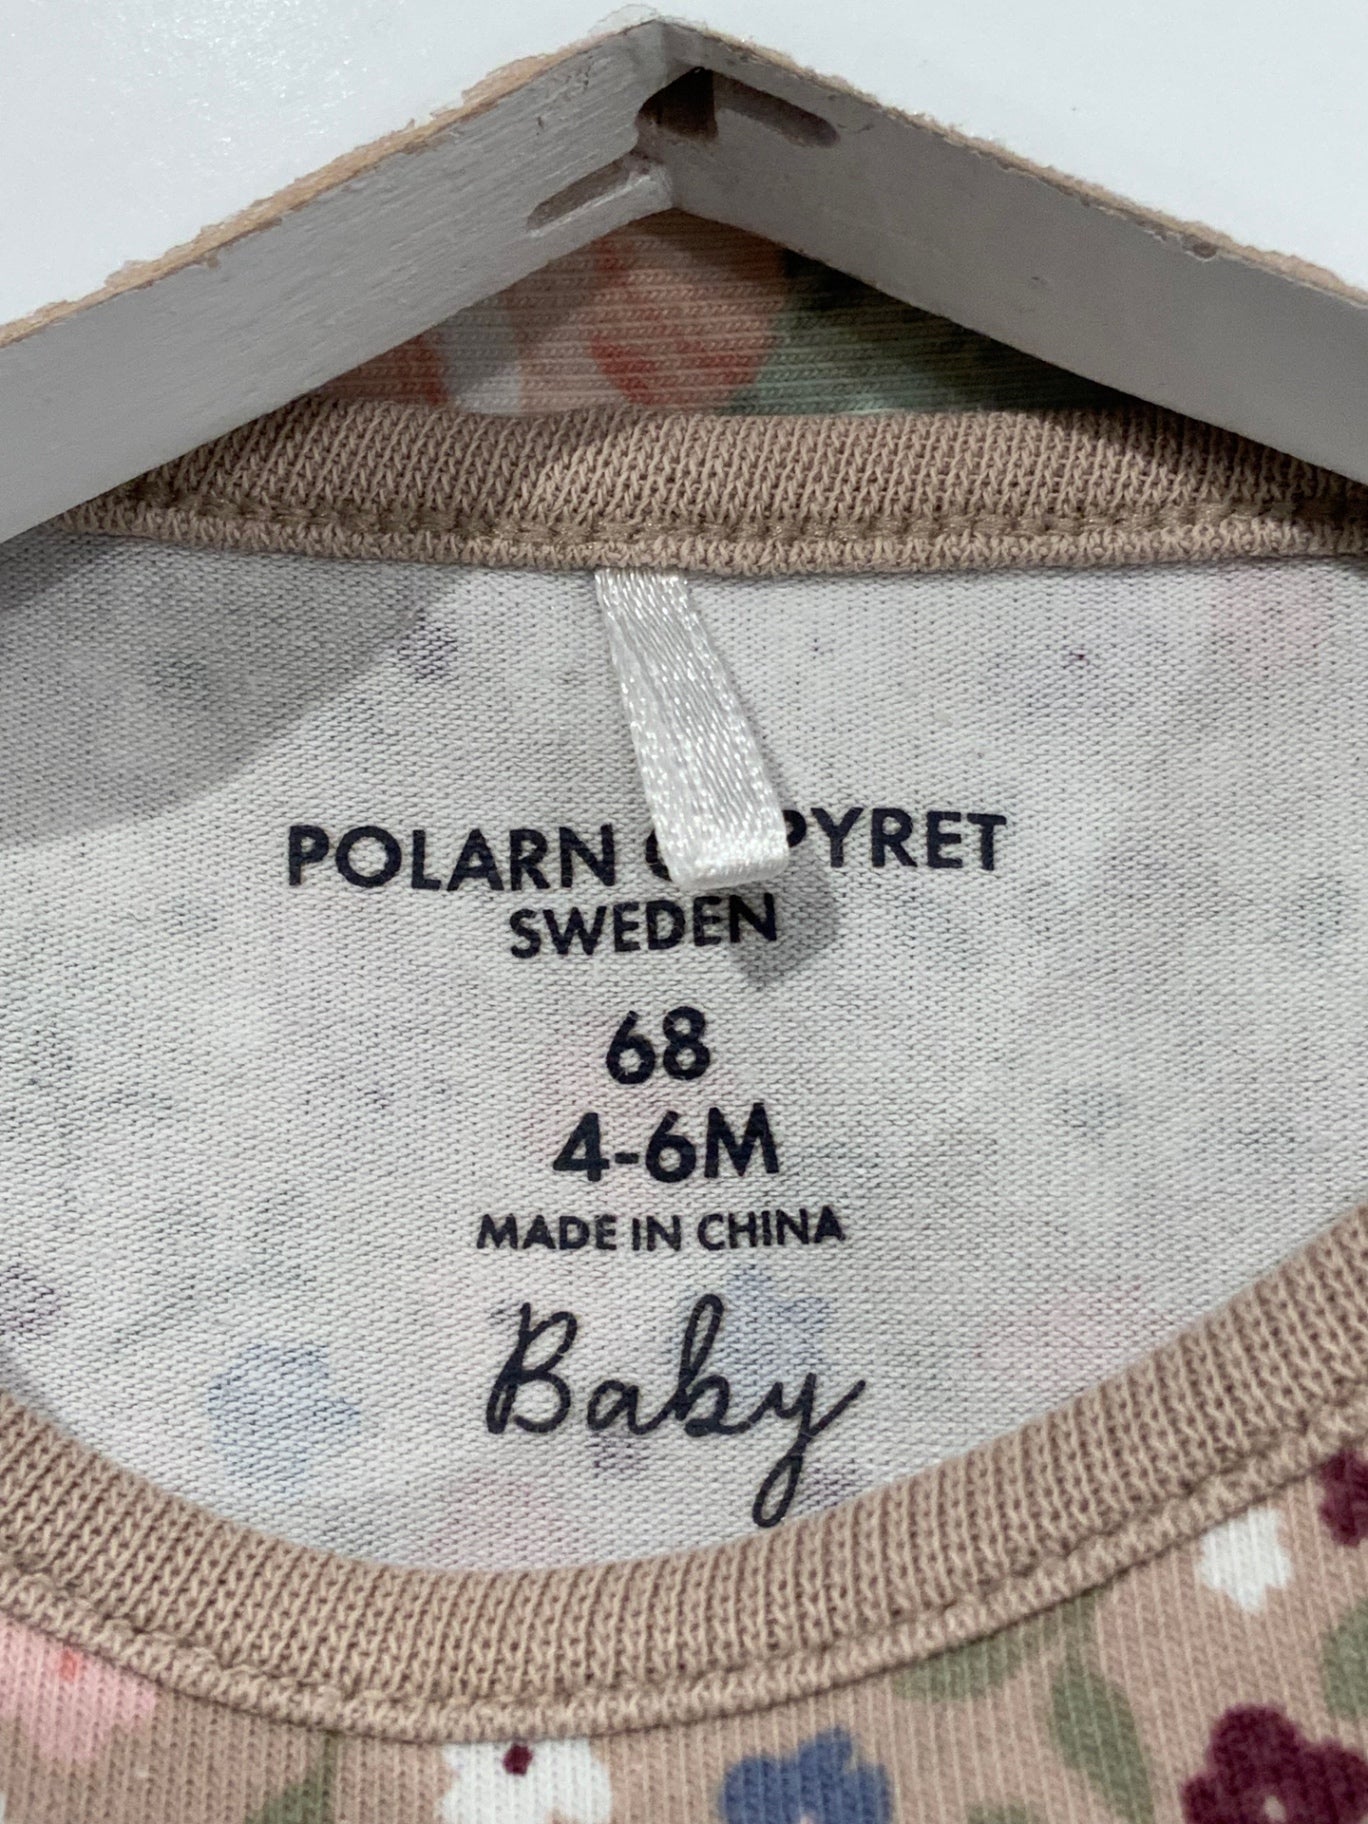 POLARN O. PYRET
SWEDEN
68
4-6M
MADE IN CHINA
Baby